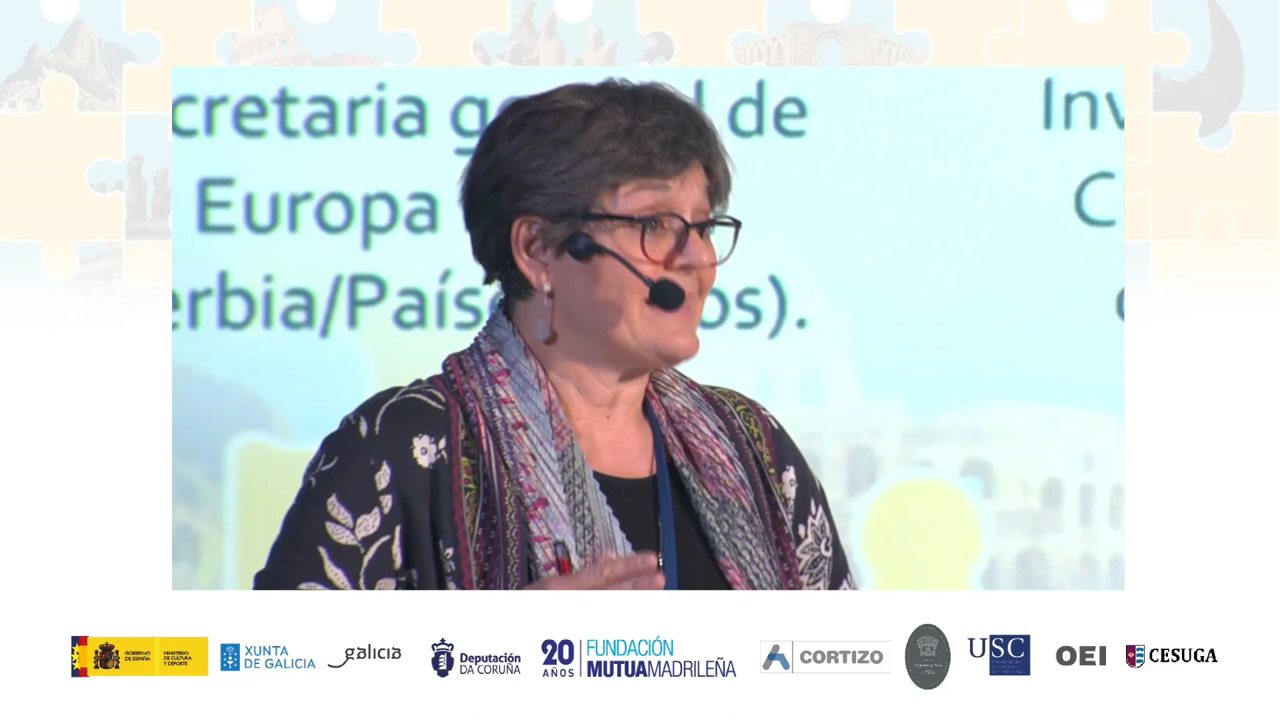 cretaria g l de
Europa
erbia/País os).
Inv
C
GOBIERNO
DE ESPAÑA
MINISTERIO
DE CULTURA
Y DEPORTE
XUNTA
DE GALICIA
galicia
Deputación
DA CORUÑA
20
AÑOS
FUNDACIÓN
MUTUAMADRILEÑA
CORTIZO
USC
OEI
CESUGA